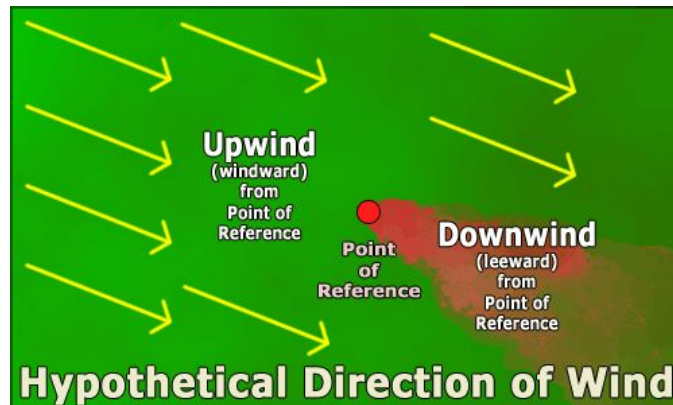 Upwind
(windward)
from
Point of
Reference
Point
of
Reference
Downwind
(leeward)
from
Point of
Reference
Hypothetical Direction of Wind